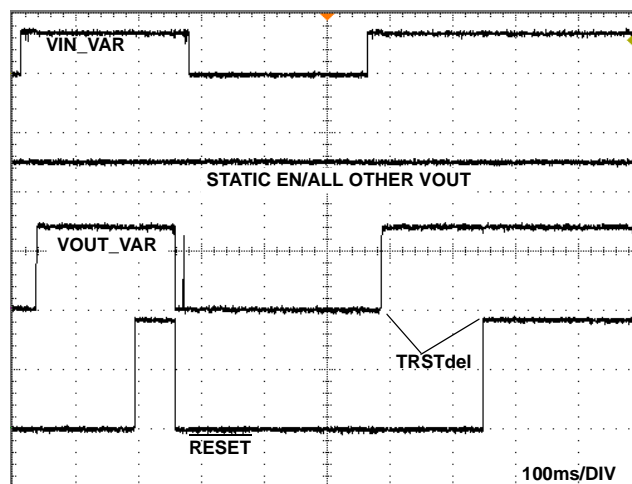 VIN_VAR
STATIC EN/ALL OTHER VOUT
VOUT_VAR
TRSTdel
RESET
100ms/DIV